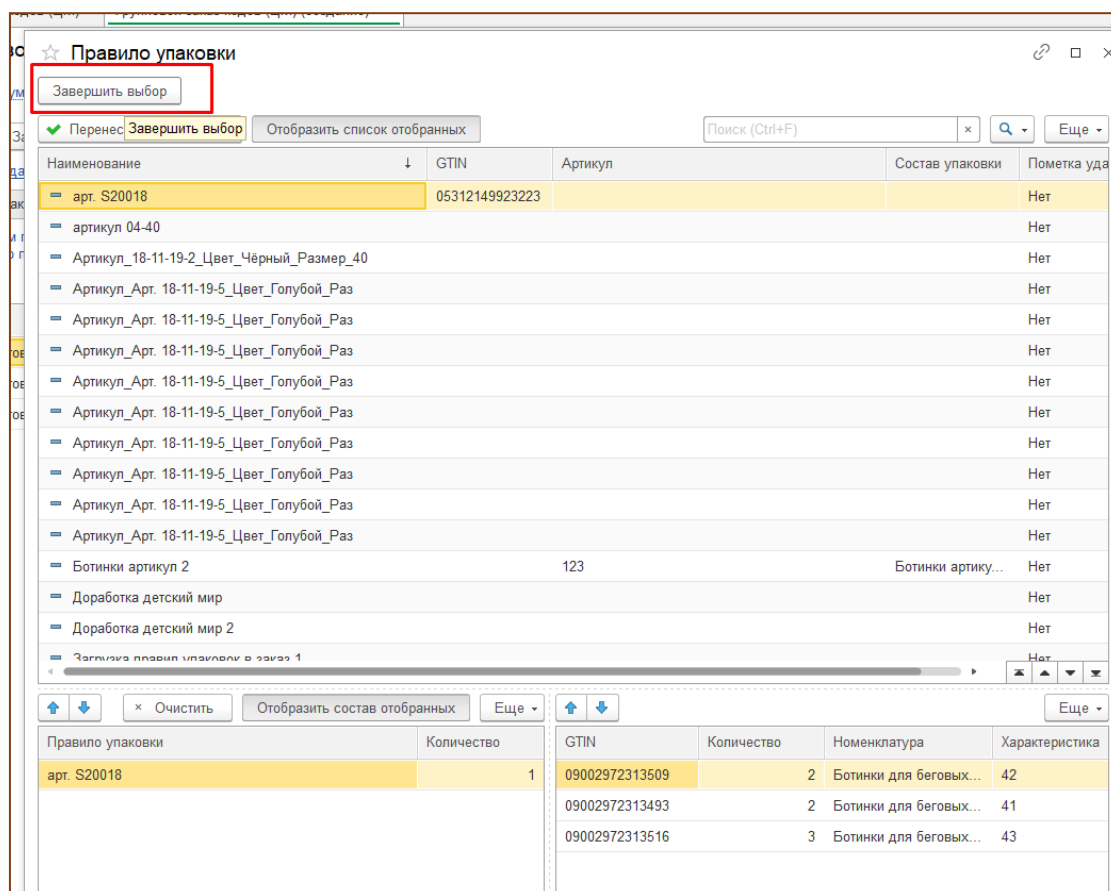 Правило упаковки
Завершить выбор
Перенес Завершить выбор Отобразить список отобранных Поиск (Ctrl+F) × Еще
Наименование ↓ GTIN Артикул Состав упаковки Пометка уда
арт. S20018 05312149923223 Нет
артикул 04-40 Нет
Артикул_18-11-19-2_Цвет_Чёрный_Размер_40 Нет
Артикул_Арт. 18-11-19-5_Цвет_Голубой_Раз Нет
Артикул_Арт. 18-11-19-5_Цвет_Голубой_Раз Нет
Артикул_Арт. 18-11-19-5_Цвет_Голубой_Раз Нет
Артикул_Арт. 18-11-19-5_Цвет_Голубой_Раз Нет
Артикул_Арт. 18-11-19-5_Цвет_Голубой_Раз Нет
Артикул_Арт. 18-11-19-5_Цвет_Голубой_Раз Нет
Артикул_Арт. 18-11-19-5_Цвет_Голубой_Раз Нет
Артикул_Арт. 18-11-19-5_Цвет_Голубой_Раз Нет
Артикул_Арт. 18-11-19-5_Цвет_Голубой_Раз Нет
Ботинки артикул 2 123 Ботинки артику... Нет
Доработка детский мир Нет
Доработка детский мир 2 Нет
Загрузка правил упаковок в заказ 1 Нет
× Очистить Отобразить состав отобранных Еще Еще
Правило упаковки Количество GTIN Количество Номенклатура Характеристика
арт. S20018 1 09002972313509 2 Ботинки для беговых... 42
09002972313493 2 Ботинки для беговых... 41
09002972313516 3 Ботинки для беговых... 43